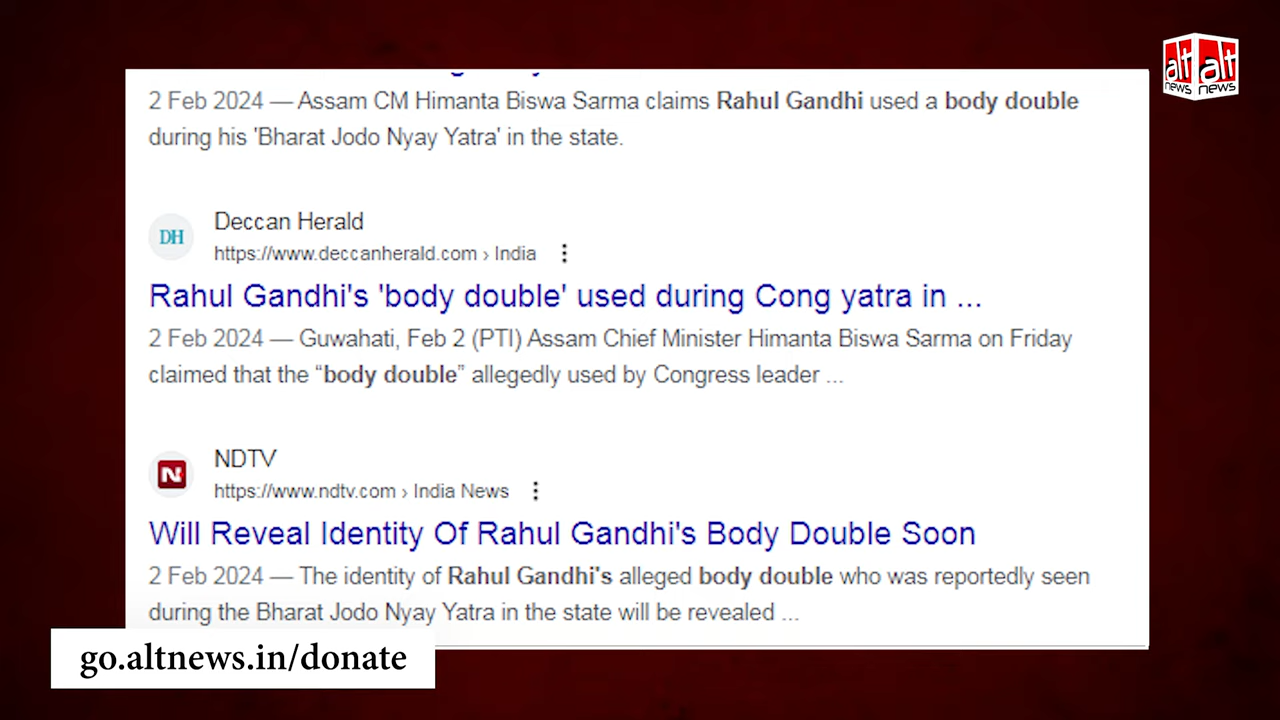 alt alt
news news
2 Feb 2024 — Assam CM Himanta Biswa Sarma claims Rahul Gandhi used a body double
during his 'Bharat Jodo Nyay Yatra' in the state.
DH
Deccan Herald
https://www.deccanherald.com › India
Rahul Gandhi's 'body double' used during Cong yatra in ...
2 Feb 2024 — Guwahati, Feb 2 (PTI) Assam Chief Minister Himanta Biswa Sarma on Friday
claimed that the “body double” allegedly used by Congress leader ...
N
NDTV
https://www.ndtv.com › India News
Will Reveal Identity Of Rahul Gandhi's Body Double Soon
2 Feb 2024 — The identity of Rahul Gandhi's alleged body double who was reportedly seen
during the Bharat Jodo Nyay Yatra in the state will be revealed ...
go.altnews.in/donate